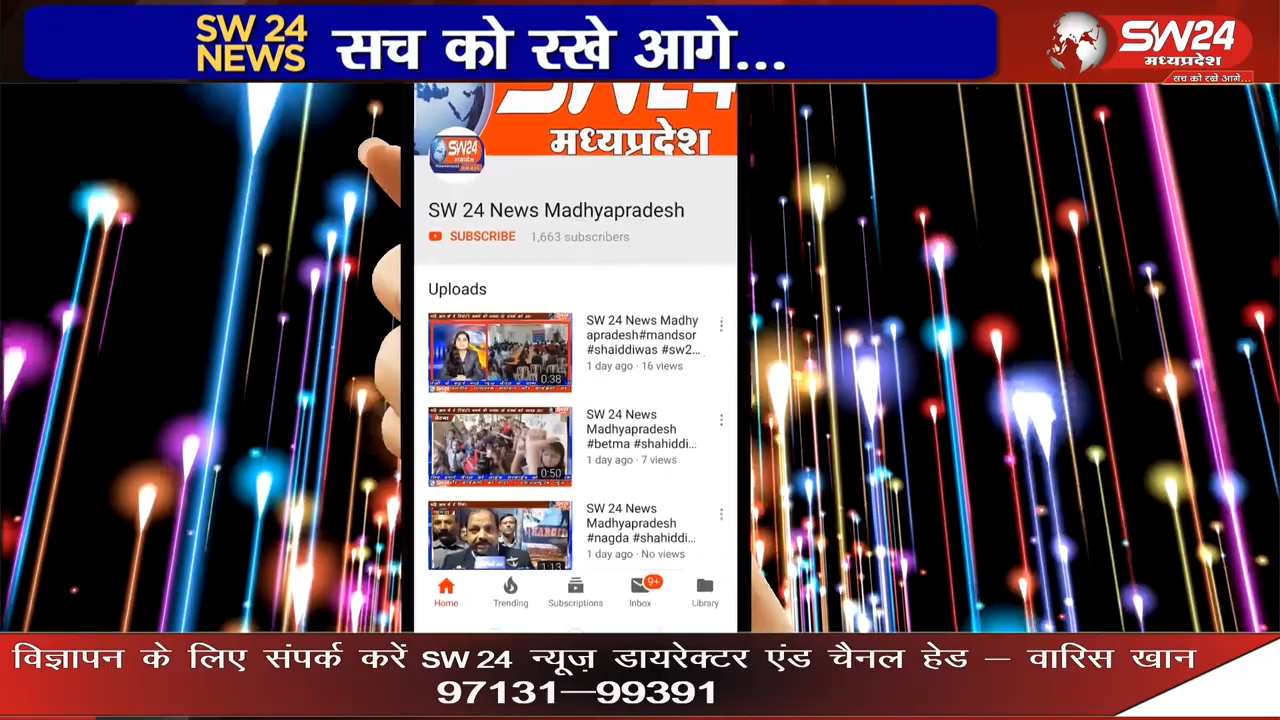 SW 24
NEWS
सच को रखे आगे...
SW24
मध्यप्रदेश
सच को रखे आगे...
मध्यप्रदेश
SW24
SW 24 News Madhyapradesh
SUBSCRIBE 1,663 subscribers
Uploads
SW 24 News Madhy
apradesh#mandsor
#shaiddiwas #sw2...
1 day ago · 16 views
0:38
SW 24 News
Madhyapradesh
#betma #shahiddi...
1 day ago · 7 views
0:50
SW 24 News
Madhyapradesh
#nagda #shahiddi...
1 day ago · No views
1:13
9+
Home Trending Subscriptions Inbox Library
विज्ञापन के लिए संपर्क करें SW 24 न्यूज़ डायरेक्टर एंड चैनल हेड – वारिस खान
97131—99391